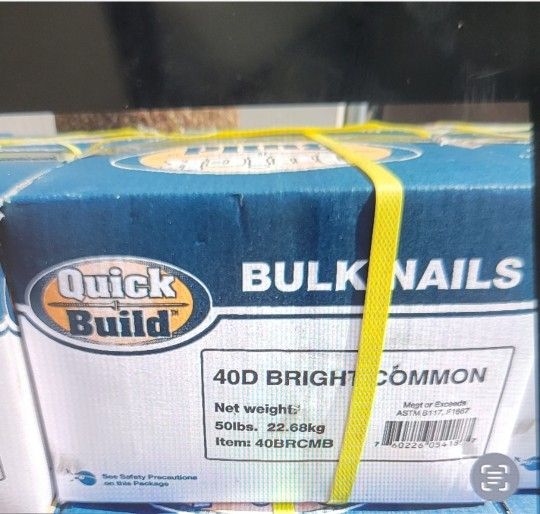 Quick
Build™
BULK NAILS
40D BRIGHT COMMON
Net weight:
50lbs. 22.68kg
Item: 40BRCMB
Meet or Exceeds
ASTM B117, F1667
See Safety Precautions
on this Package